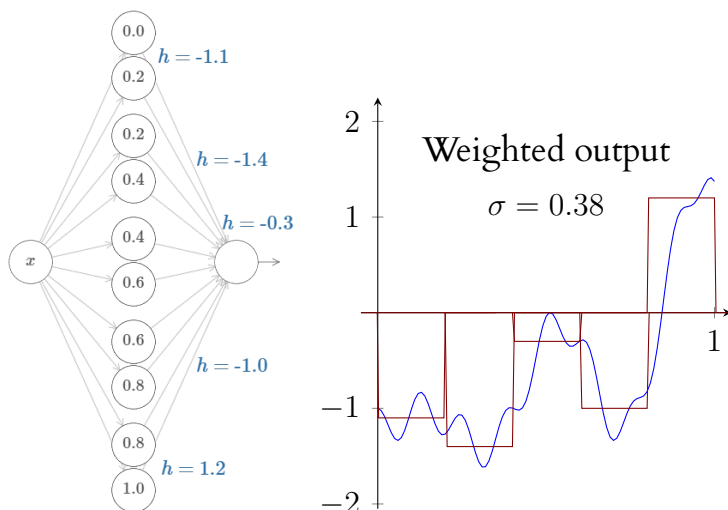 0.0
h = -1.1
0.2
0.2
h = -1.4
0.4
h = -0.3
0.4
x
0.6
0.6
h = -1.0
0.8
0.8
h = 1.2
1.0
2
Weighted output
σ = 0.38
1
1
−1
−2